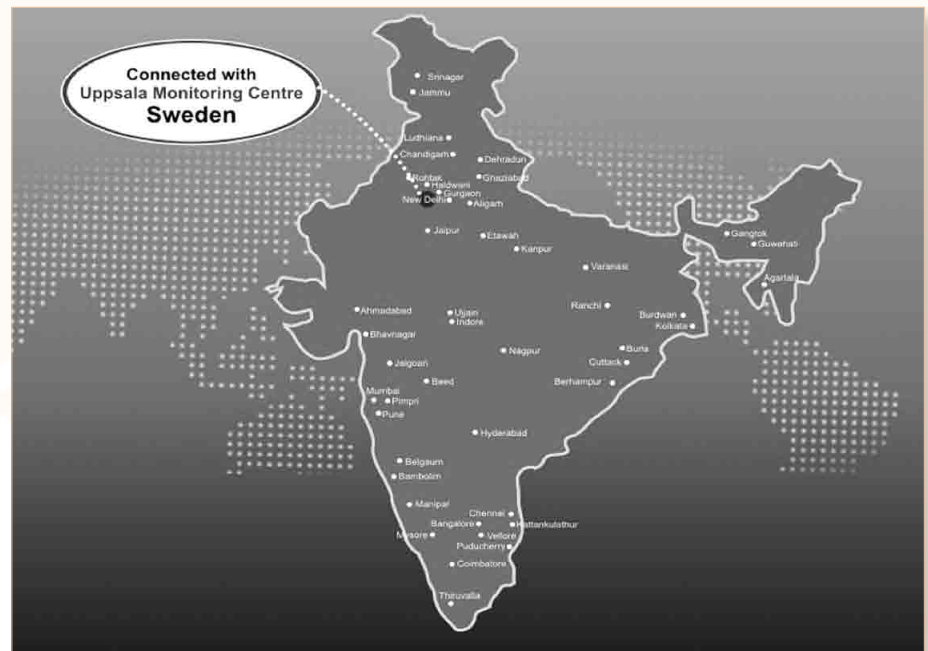 Connected with
Uppsala Monitoring Centre
Sweden
Srinagar
Jammu
Ludhiana
Chandigarh
Dehradun
Rohtak
Ghaziabad
Haldwani
Gurgaon
New Delhi
Aligarh
Jaipur
Etawah
Kanpur
Gangtok
Guwahati
Varanasi
Agartala
Ahmadabad
Ujjain
Indore
Ranchi
Burdwan
Kolkata
Bhavnagar
Nagpur
Burla
Jalgoan
Cuttack
Beed
Berhampur
Mumbai
Pimpri
Pune
Hyderabad
Belgaum
Bambolim
Manipal
Chennai
Bangalore
Kattankulathur
Mysore
Vellore
Puducherry
Coimbatore
Thiruvalla